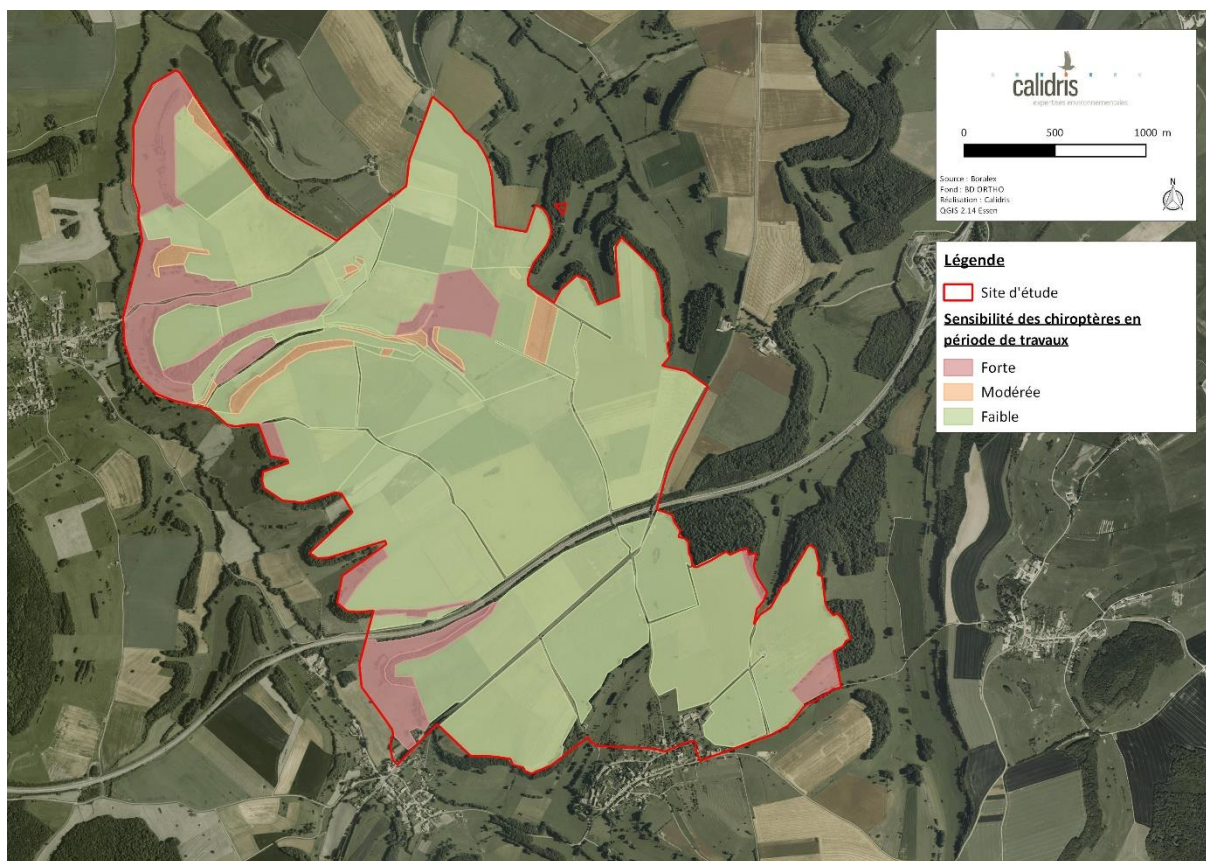 calidris
expertises environnementales
0 500 1000 m
Source : Boralex
Fond : BD ORTHO
Réalisation : Calidris
QGIS 2.14 Essen
N
Légende
Site d'étude
Sensibilité des chiroptères en
période de travaux
Forte
Modérée
Faible